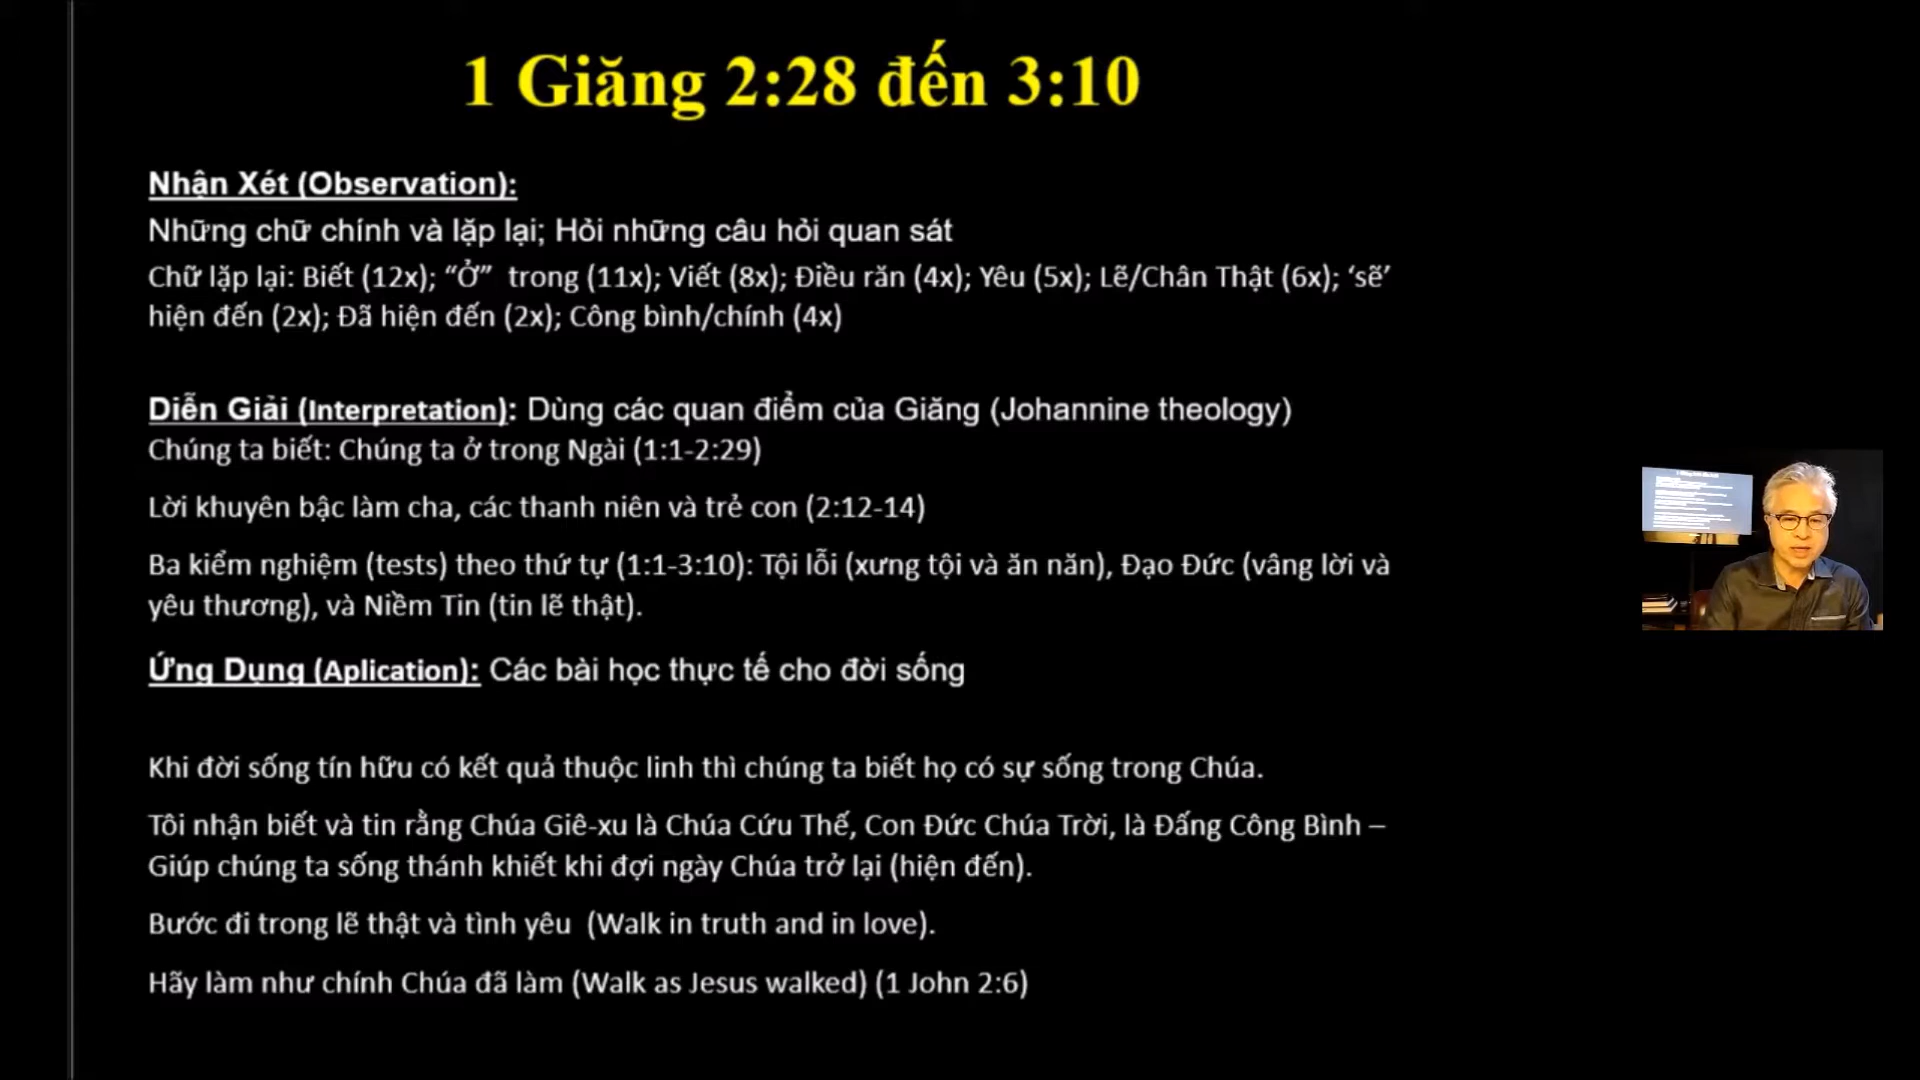 1 Giăng 2:28 đến 3:10
Nhận Xét (Observation):
Những chữ chính và lặp lại; Hỏi những câu hỏi quan sát
Chữ lặp lại: Biết (12x); “Ở” trong (11x); Viết (8x); Điều răn (4x); Yêu (5x); Lẽ/Chân Thật (6x); ‘sẽ’
hiện đến (2x); Đã hiện đến (2x); Công bình/chính (4x)
Diễn Giải (Interpretation): Dùng các quan điểm của Giăng (Johannine theology)
Chúng ta biết: Chúng ta ở trong Ngài (1:1-2:29)
Lời khuyên bậc làm cha, các thanh niên và trẻ con (2:12-14)
Ba kiểm nghiệm (tests) theo thứ tự (1:1-3:10): Tội lỗi (xưng tội và ăn năn), Đạo Đức (vâng lời và
yêu thương), và Niềm Tin (tin lẽ thật).
Ứng Dụng (Aplication): Các bài học thực tế cho đời sống
Khi đời sống tín hữu có kết quả thuộc linh thì chúng ta biết họ có sự sống trong Chúa.
Tôi nhận biết và tin rằng Chúa Giê-xu là Chúa Cứu Thế, Con Đức Chúa Trời, là Đấng Công Bình –
Giúp chúng ta sống thánh khiết khi đợi ngày Chúa trở lại (hiện đến).
Bước đi trong lẽ thật và tình yêu (Walk in truth and in love).
Hãy làm như chính Chúa đã làm (Walk as Jesus walked) (1 John 2:6)